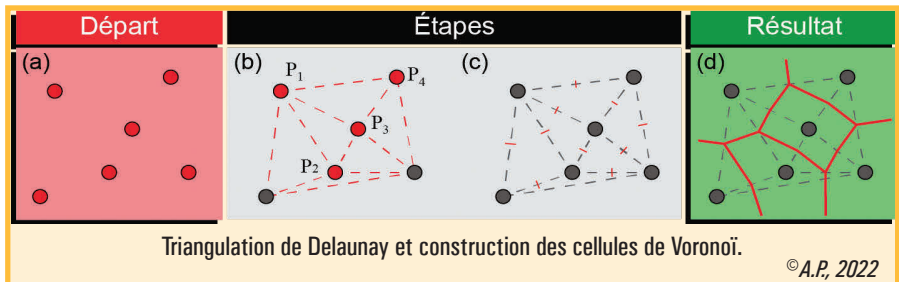 Départ
Étapes
Résultat
(a)
(b)
(c)
(d)
P1
P4
P3
P2
Triangulation de Delaunay et construction des cellules de Voronoï.
©A.P., 2022